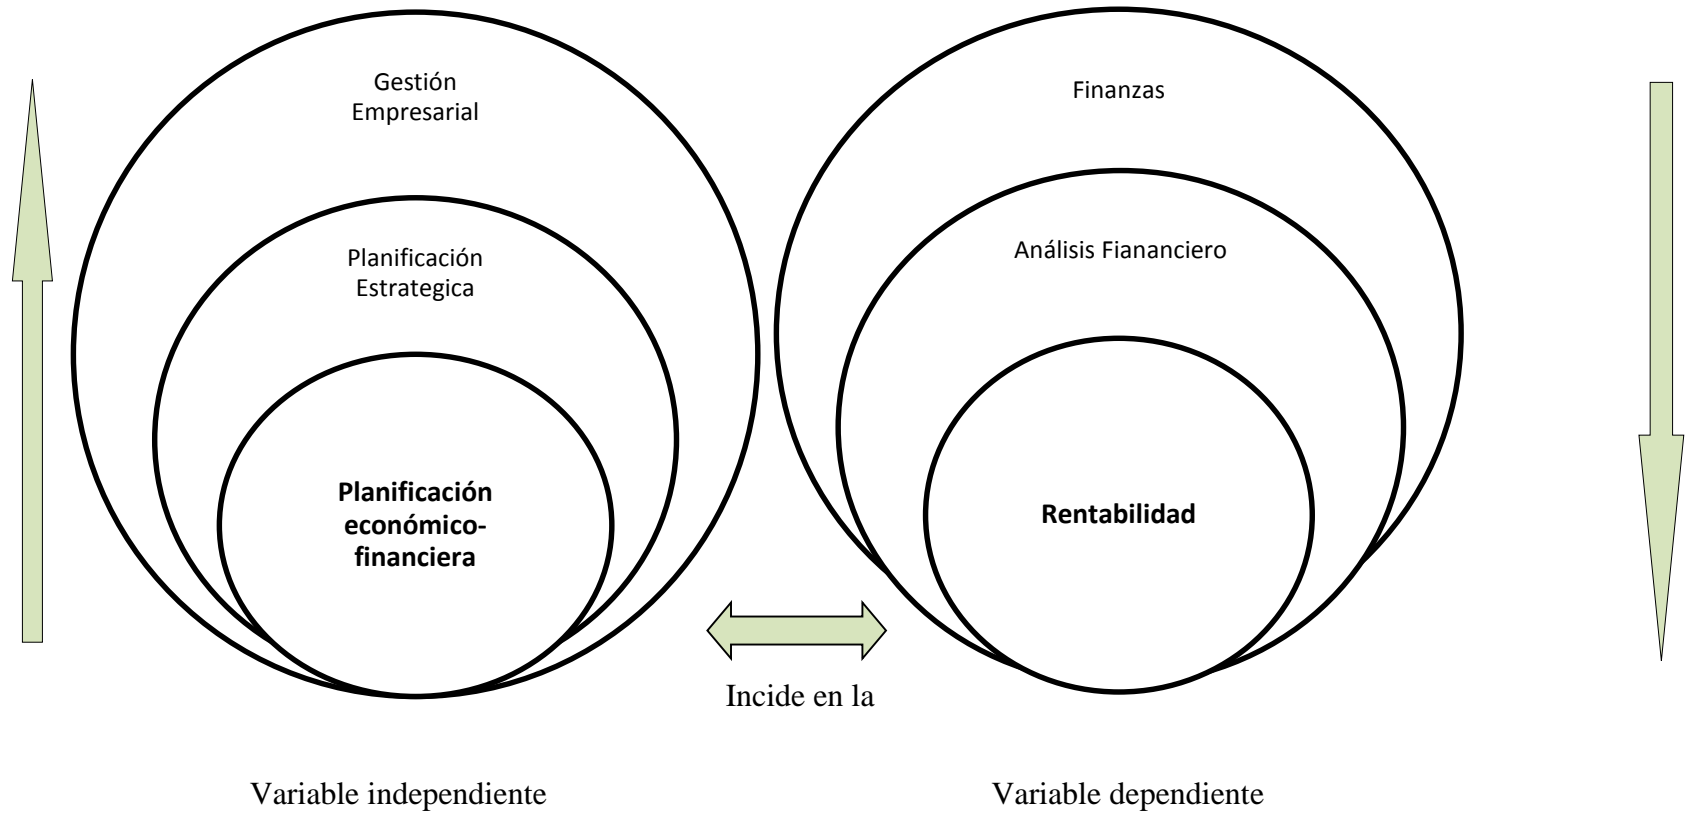 Gestión
Empresarial
Planificación
Estrategica
Planificación
económico-
financiera
Finanzas
Análisis Fiananciero
Rentabilidad
Incide en la
Variable independiente
Variable dependiente